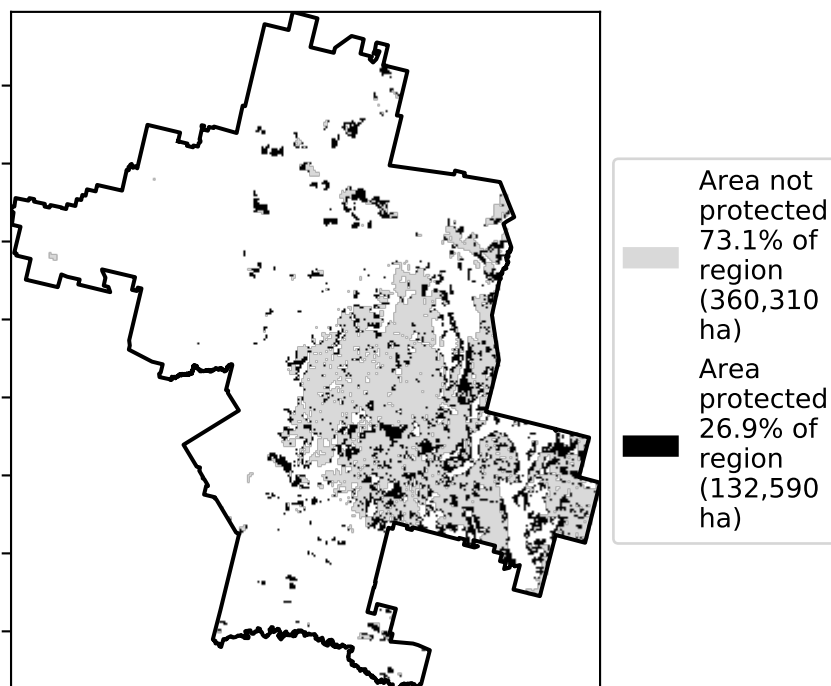 Area not
protected
73.1% of
region
(360,310
ha)
Area
protected
26.9% of
region
(132,590
ha)